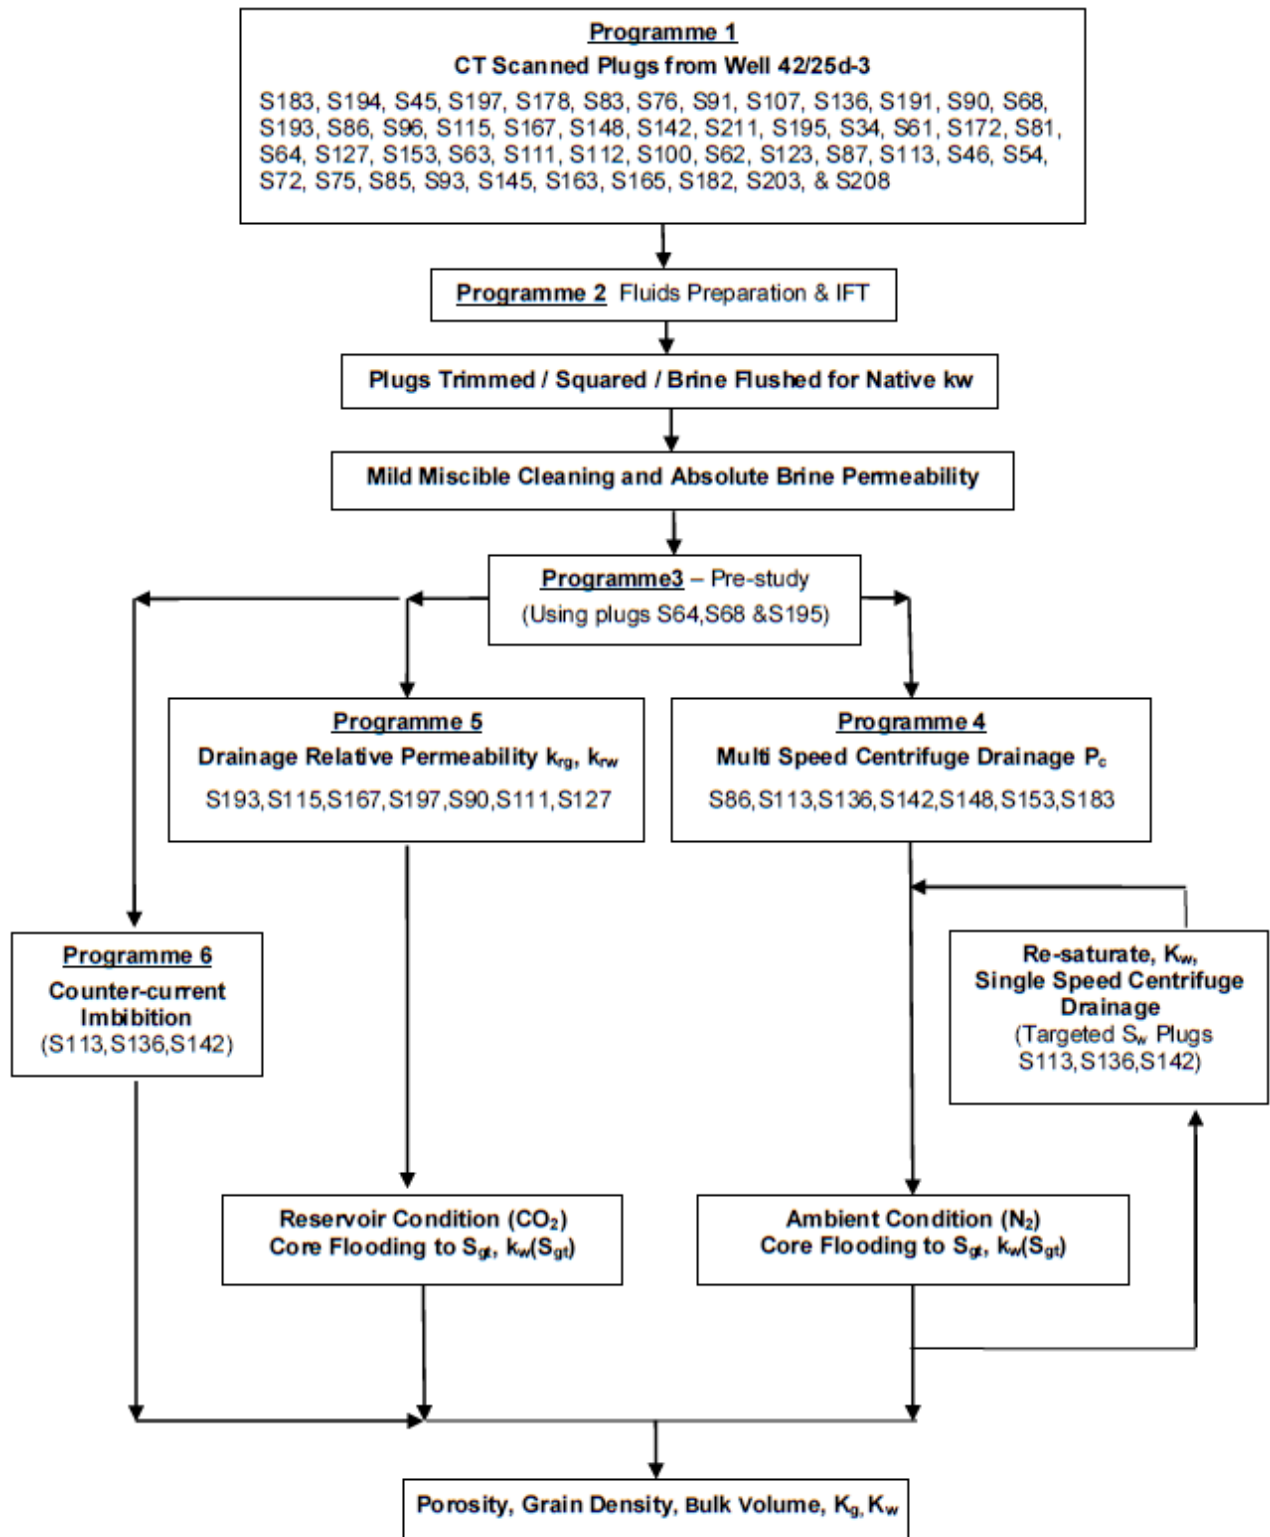 Programme 1
CT Scanned Plugs from Well 42/25d-3
S183, S194, S45, S197, S178, S83, S76, S91, S107, S136, S191, S90, S68,
S193, S86, S96, S115, S167, S148, S142, S211, S195, S34, S61, S172, S81,
S64, S127, S153, S63, S111, S112, S100, S62, S123, S87, S113, S46, S54,
S72, S75, S85, S93, S145, S163, S165, S182, S203, & S208
Programme 2 Fluids Preparation & IFT
Plugs Trimmed / Squared / Brine Flushed for Native kw
Mild Miscible Cleaning and Absolute Brine Permeability
Programme3 – Pre-study
(Using plugs S64,S68 &S195)
Programme 5
Drainage Relative Permeability krg, krw
S193,S115,S167,S197,S90,S111,S127
Programme 4
Multi Speed Centrifuge Drainage Pc
S86,S113,S136,S142,S148,S153,S183
Programme 6
Counter-current
Imbibition
(S113,S136,S142)
Re-saturate, Kw,
Single Speed Centrifuge
Drainage
(Targeted Sw Plugs
S113,S136,S142)
Reservoir Condition (CO2)
Core Flooding to Sgt, kw(Sgt)
Ambient Condition (N2)
Core Flooding to Sgt, kw(Sgt)
Porosity, Grain Density, Bulk Volume, Kg, Kw